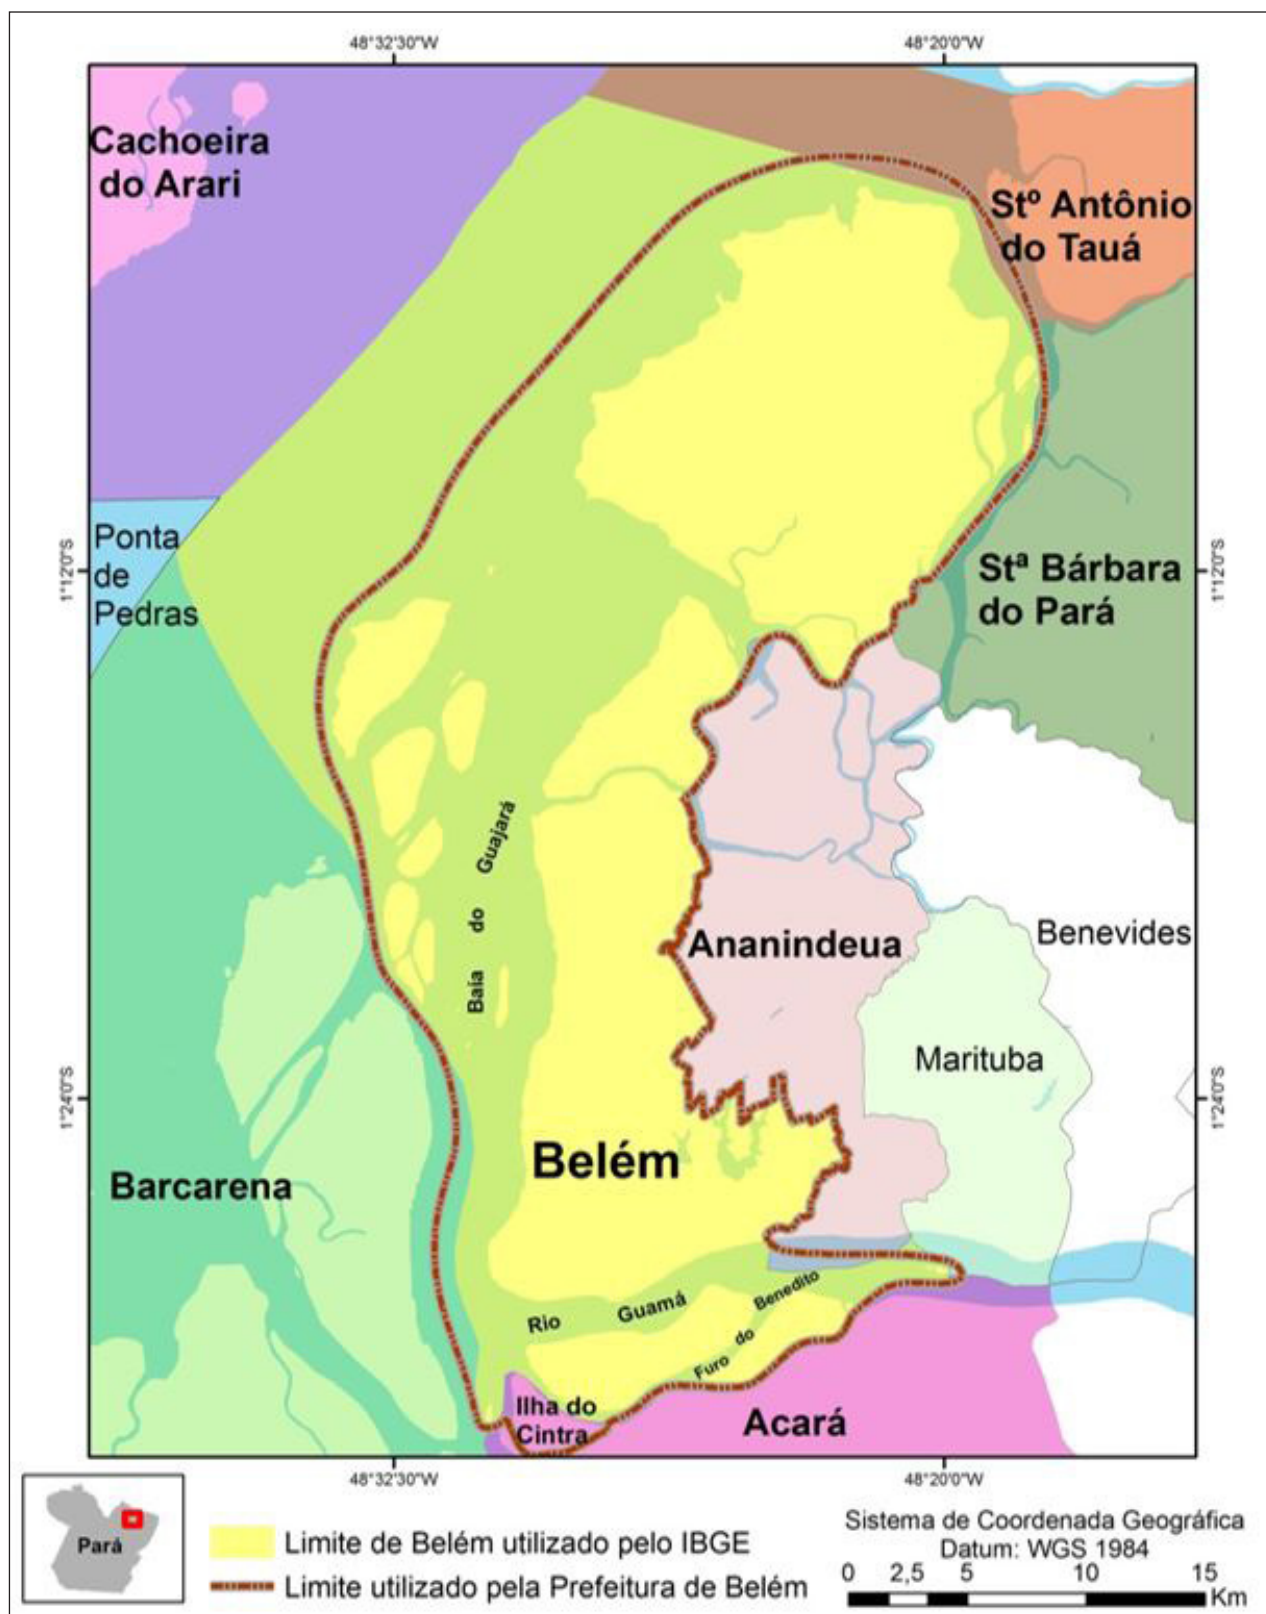 48°32'30"W
48°20'0"W
Cachoeira
do Arari
Stº Antônio
do Tauá
Ponta
de
Pedras
1°12'0"S
1°12'0"S
Stª Bárbara
do Pará
Baia do Guajará
Ananindeua
Benevides
Marituba
1°24'0"S
1°24'0"S
Belém
Barcarena
Rio Guamá
Furo do Benedito
Ilha do
Cintra
Acará
48°32'30"W
48°20'0"W
Pará
Limite de Belém utilizado pelo IBGE
Limite utilizado pela Prefeitura de Belém
Sistema de Coordenada Geográfica
Datum: WGS 1984
0 2,5 5 10 15
Km